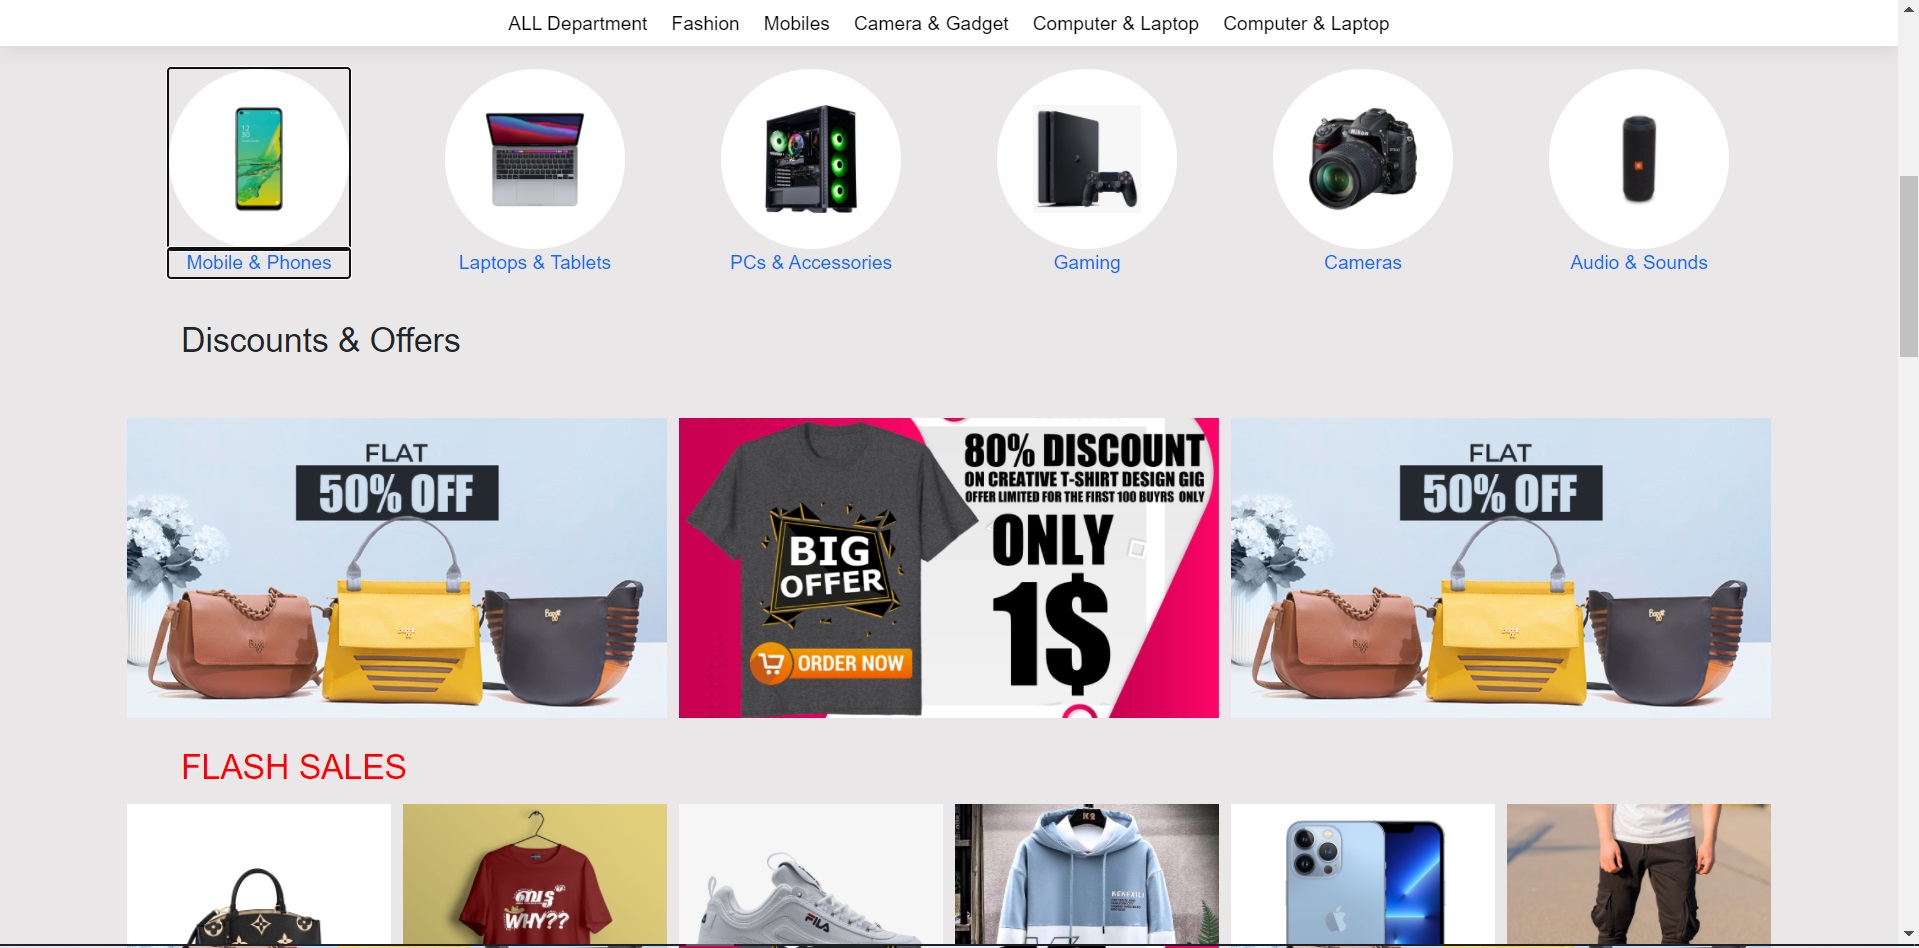 ALL Department Fashion Mobiles Camera & Gadget Computer & Laptop Computer & Laptop
Mobile & Phones Laptops & Tablets PCs & Accessories Gaming Cameras Audio & Sounds
Discounts & Offers
FLAT
50% OFF
80% DISCOUNT
ON CREATIVE T-SHIRT DESIGN GIG
OFFER LIMITED FOR THE FIRST 100 BUYRS ONLY
ONLY
1$
BIG
OFFER
ORDER NOW
FLAT
50% OFF
FLASH SALES
WHY??
FILA